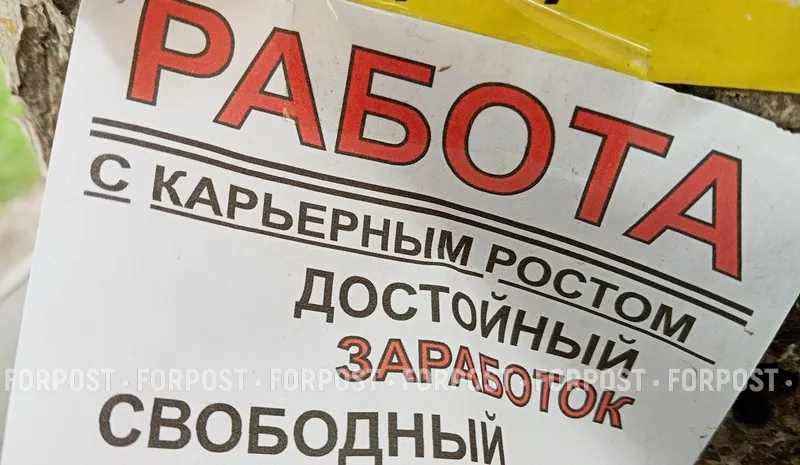 РАБОТА
С КАРЬЕРНЫМ РОСТОМ
ДОСТОЙНЫЙ
ЗАРАБОТОК
FORPOST · FORPOST · FORPOST · FORPOST · FORPOST · FORPOST ·
СВОБОДНЫЙ